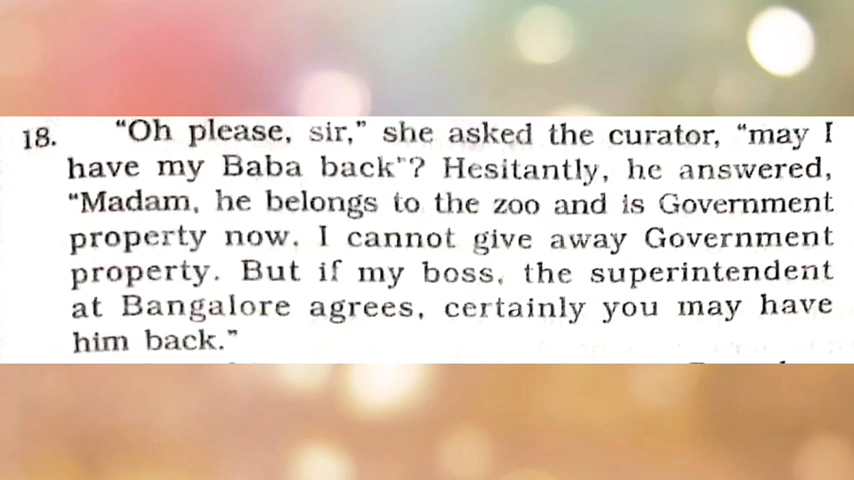 18. "Oh please, sir," she asked the curator, "may I
have my Baba back"? Hesitantly, he answered,
"Madam, he belongs to the zoo and is Government
property now. I cannot give away Government
property. But if my boss, the superintendent
at Bangalore agrees, certainly you may have
him back."